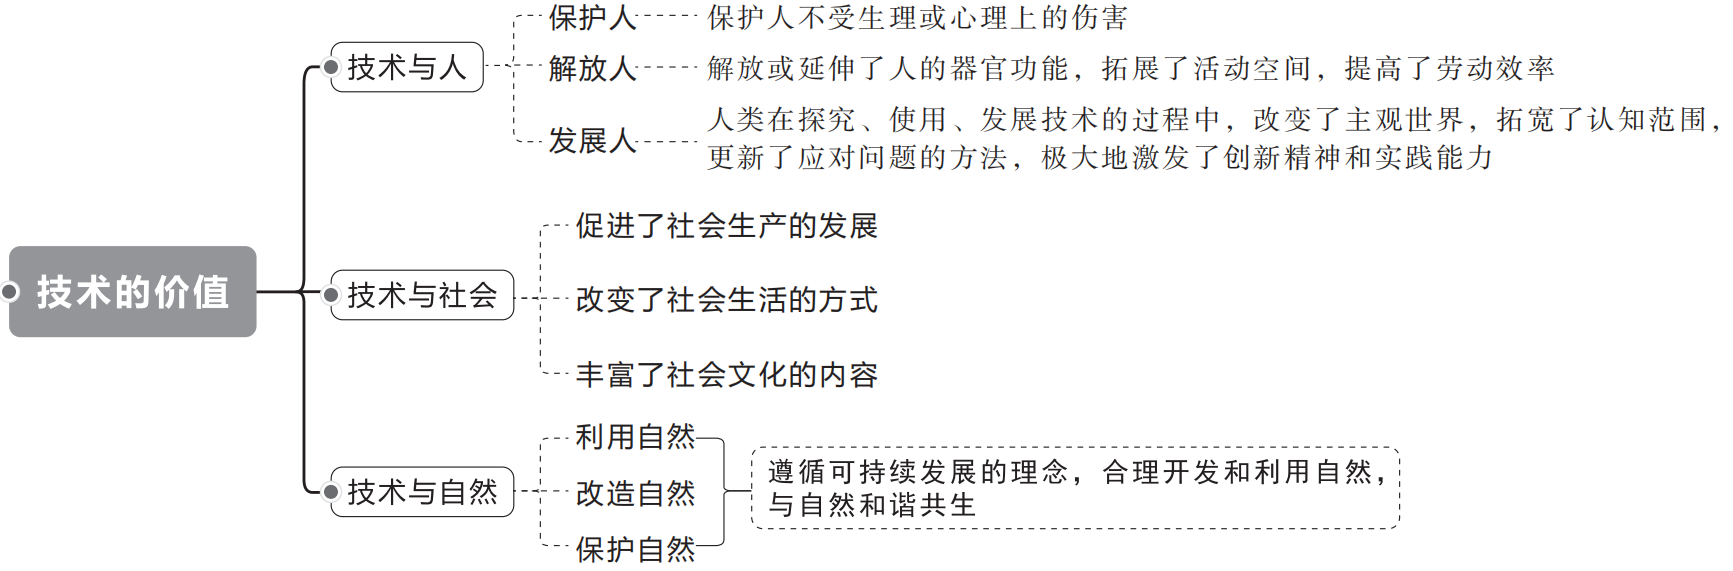 技术的价值
技术与人
保护人
保护人不受生理或心理上的伤害
解放人
解放或延伸了人的器官功能，拓展了活动空间，提高了劳动效率
发展人
人类在探究、使用、发展技术的过程中，改变了主观世界，拓宽了认知范围，
更新了应对问题的方法，极大地激发了创新精神和实践能力
技术与社会
促进了社会生产的发展
改变了社会生活的方式
丰富了社会文化的内容
技术与自然
利用自然
改造自然
保护自然
遵循可持续发展的理念，合理开发和利用自然，
与自然和谐共生